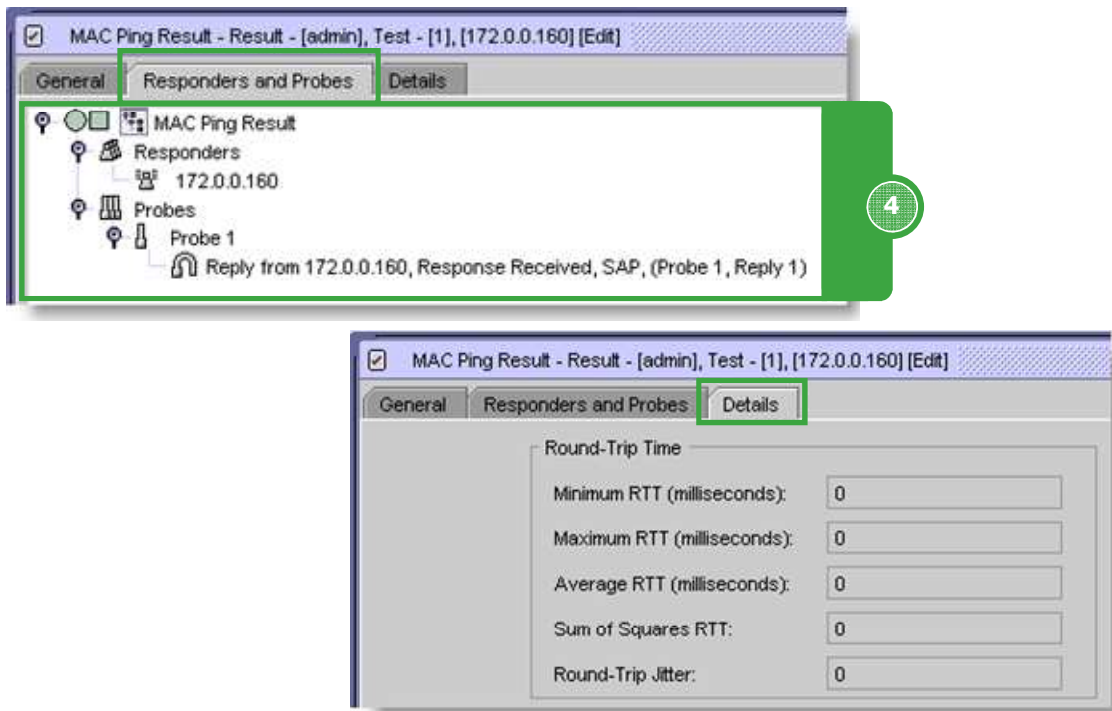 MAC Ping Result - Result - [admin], Test - [1], [172.0.0.160] [Edit]
General Responders and Probes Details
MAC Ping Result
Responders
172.0.0.160
Probes
Probe 1
Reply from 172.0.0.160, Response Received, SAP, (Probe 1, Reply 1)
4
MAC Ping Result - Result - [admin], Test - [1], [172.0.0.160] [Edit]
General Responders and Probes Details
Round-Trip Time
Minimum RTT (milliseconds): 0
Maximum RTT (milliseconds): 0
Average RTT (milliseconds): 0
Sum of Squares RTT: 0
Round-Trip Jitter: 0